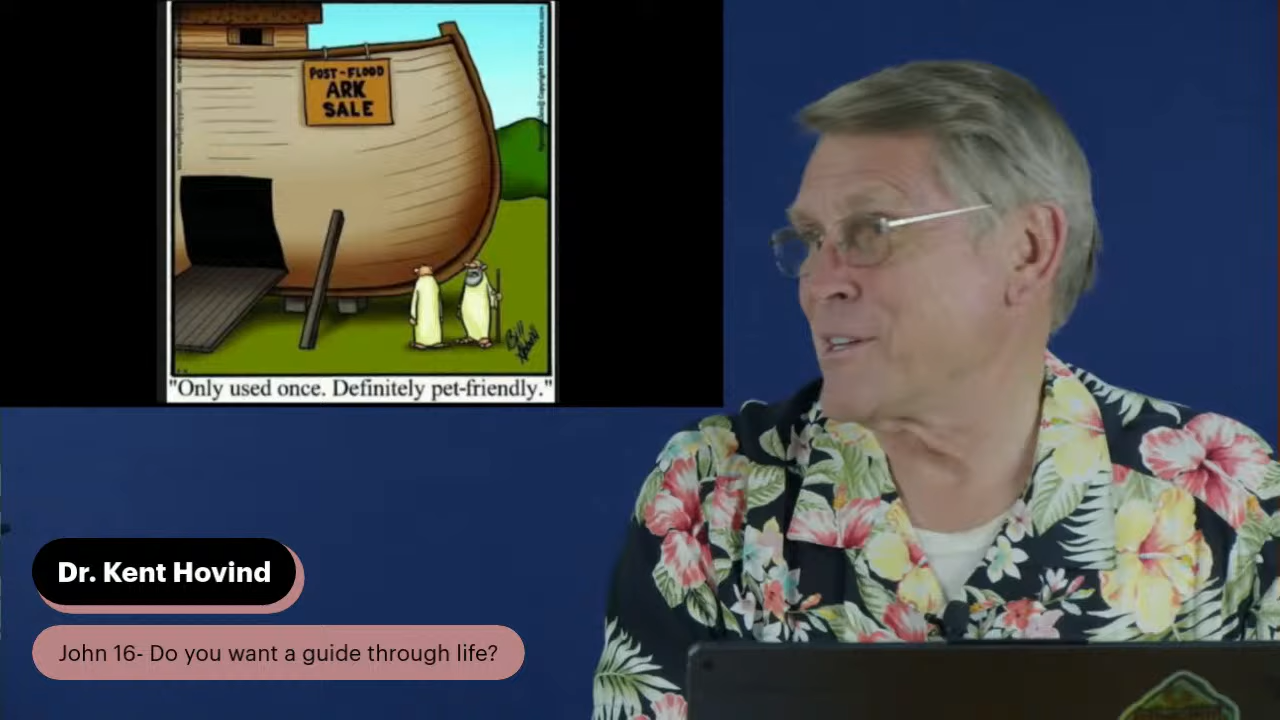 POST-FLOOD
ARK
SALE
"Only used once. Definitely pet-friendly."
Dr. Kent Hovind
John 16- Do you want a guide through life?